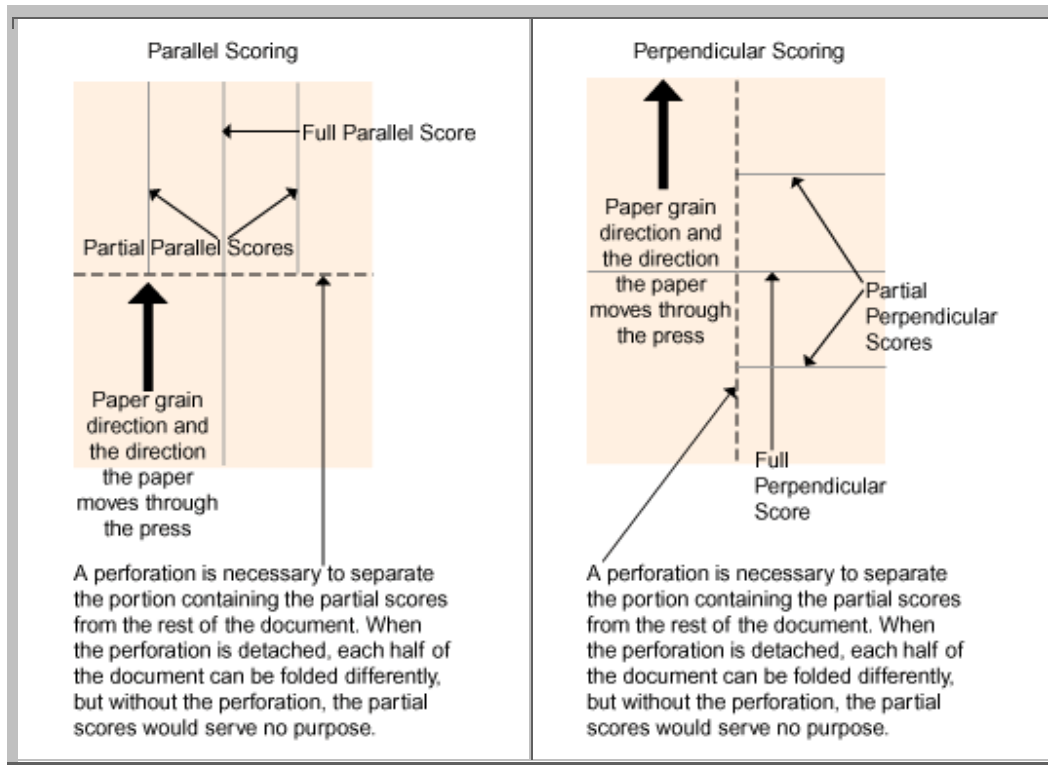 Parallel Scoring
Full Parallel Score
Partial Parallel Scores
Paper grain
direction and
the direction
the paper
moves through
the press
A perforation is necessary to separate
the portion containing the partial scores
from the rest of the document. When
the perforation is detached, each half of
the document can be folded differently,
but without the perforation, the partial
scores would serve no purpose.
Perpendicular Scoring
Paper grain
direction and
the direction
the paper
moves through
the press
Partial
Perpendicular
Scores
Full
Perpendicular
Score
A perforation is necessary to separate
the portion containing the partial scores
from the rest of the document. When
the perforation is detached, each half of
the document can be folded differently,
but without the perforation, the partial
scores would serve no purpose.